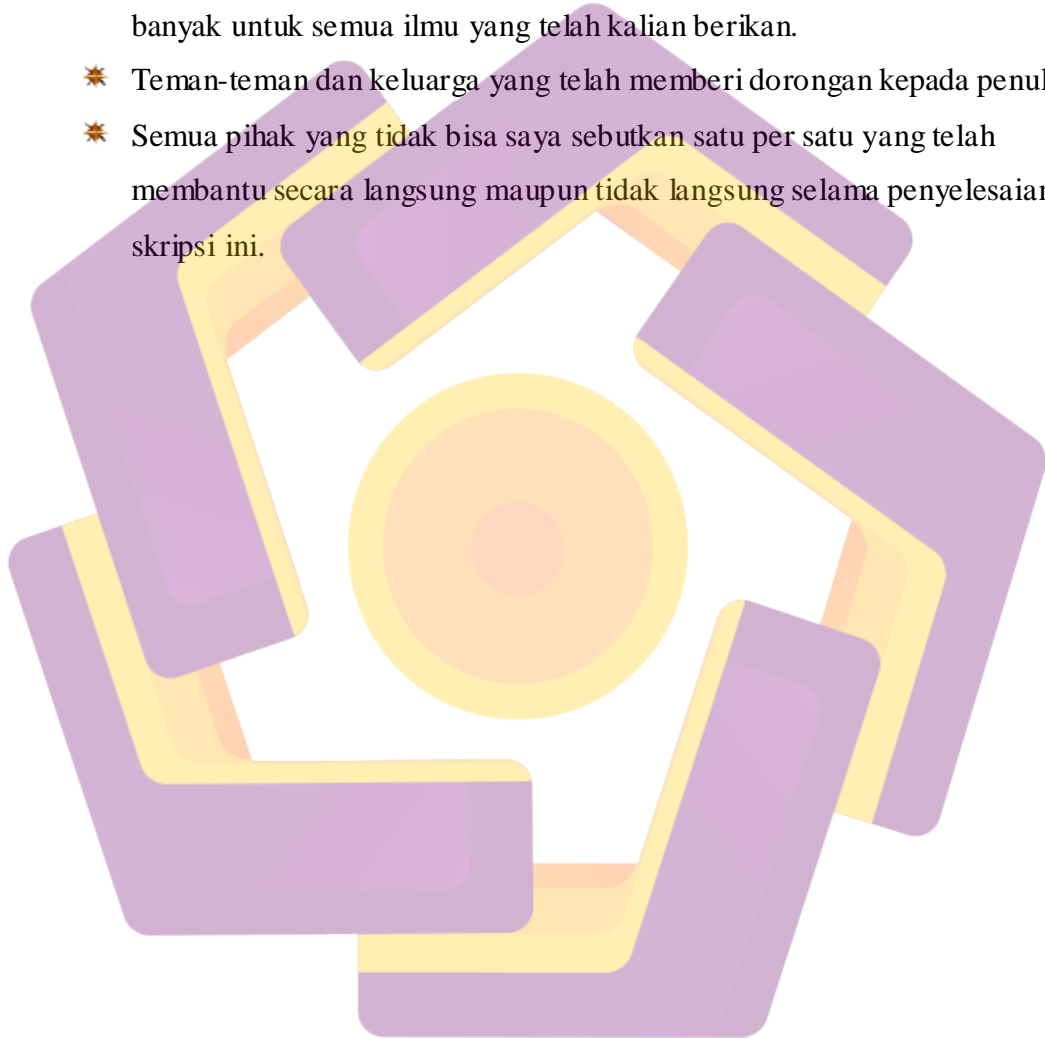 banyak untuk semua ilmu yang telah kalian berikan.
Teman-teman dan keluarga yang telah memberi dorongan kepada
Semua pihak yang tidak bisa saya sebutkan satu per satu yang telah
membantu secara langsung maupun tidak langsung selama penyelesaian
skripsi ini.